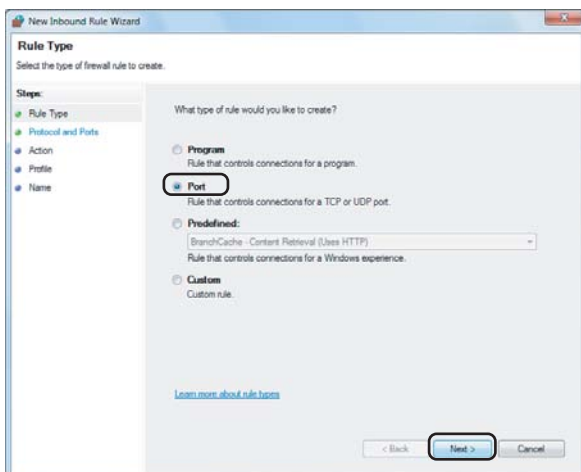 New Inbound Rule Wizard
Rule Type
Select the type of firewall rule to create.
Steps:
Rule Type
Protocol and Ports
Action
Profile
Name
What type of rule would you like to create?
Program
Rule that controls connections for a program.
Port
Rule that controls connections for a TCP or UDP port.
Predefined:
BranchCache - Content Retrieval (Uses HTTP)
Rule that controls connections for a Windows experience.
Custom
Custom rule.
Learn more about rule types
< Back Next > Cancel